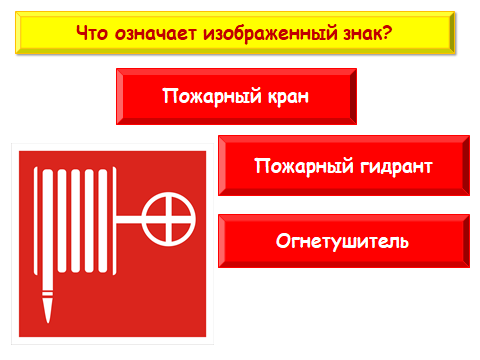 Что означает изображенный знак?
Пожарный кран
Пожарный гидрант
Огнетушитель